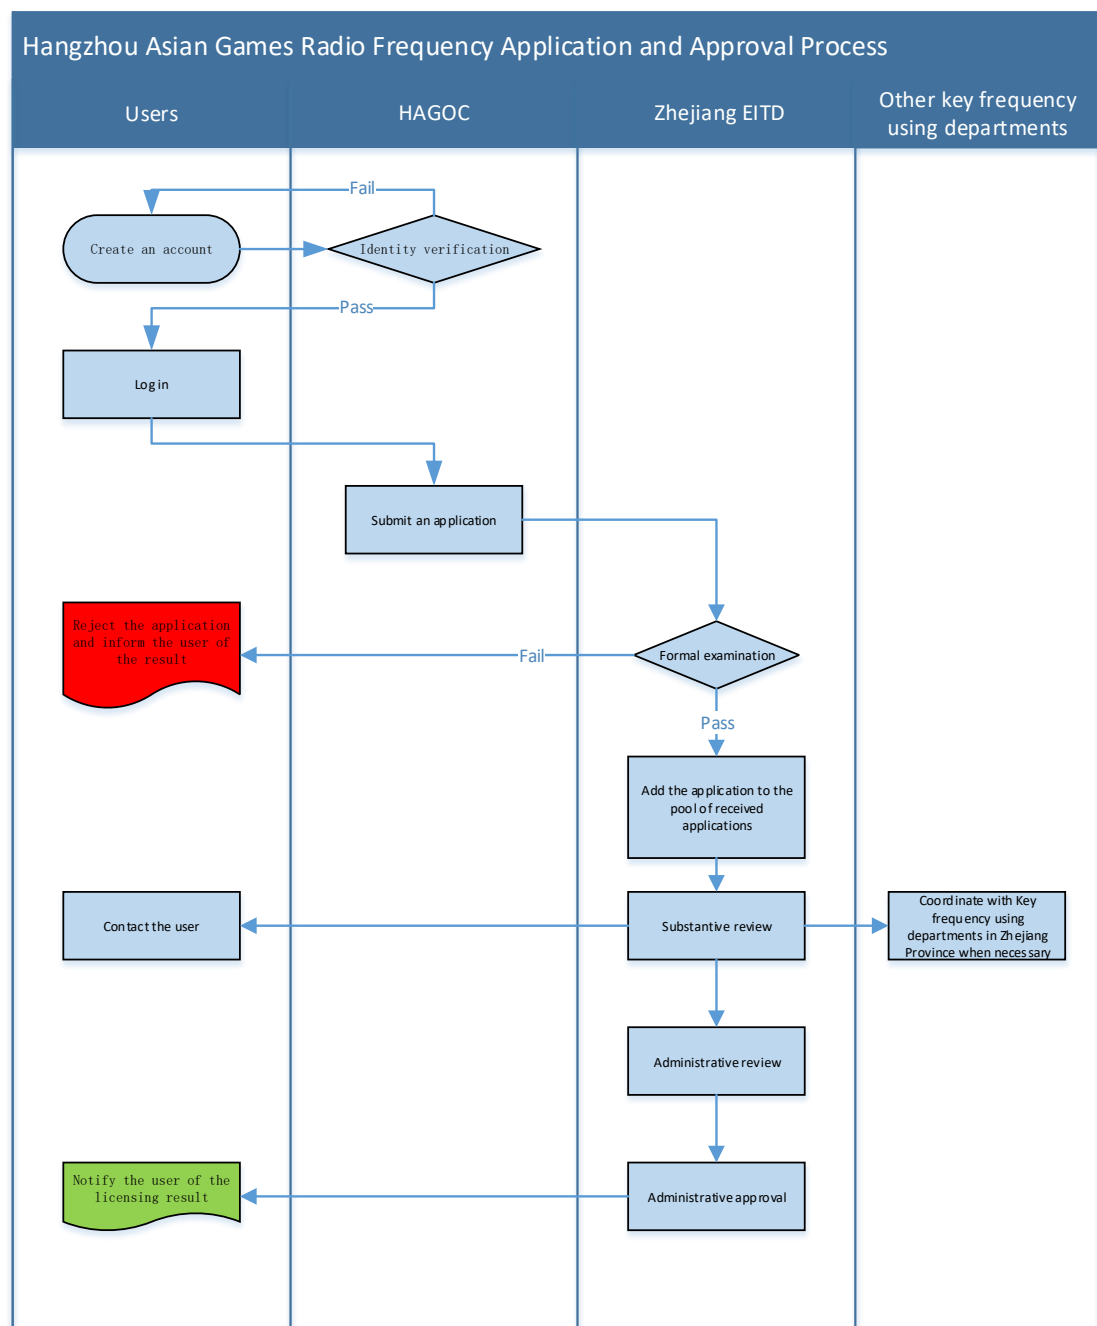 Hangzhou Asian Games Radio Frequency Application and Approval Process
Users
HAGOC
Zhejiang EITD
Other key frequency
using departments
Fail
Create an account
Identity verification
Pass
Log in
Submit an application
Reject the application
and inform the user of
the result
Fail
Formal examination
Pass
Add the application to the
pool of received
applications
Contact the user
Substantive review
Coordinate with Key
frequency using
departments in Zhejiang
Province when necessary
Administrative review
Notify the user of the
licensing result
Administrative approval